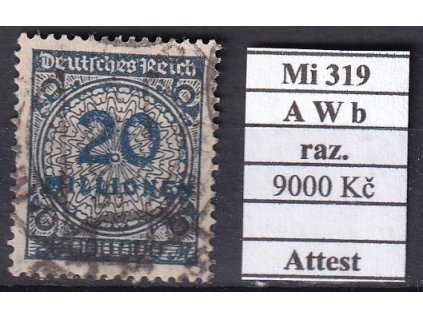 Deutsches Reich
20
MILLIONEN
Mi 319
A W b
raz.
9000 Kč
Attest